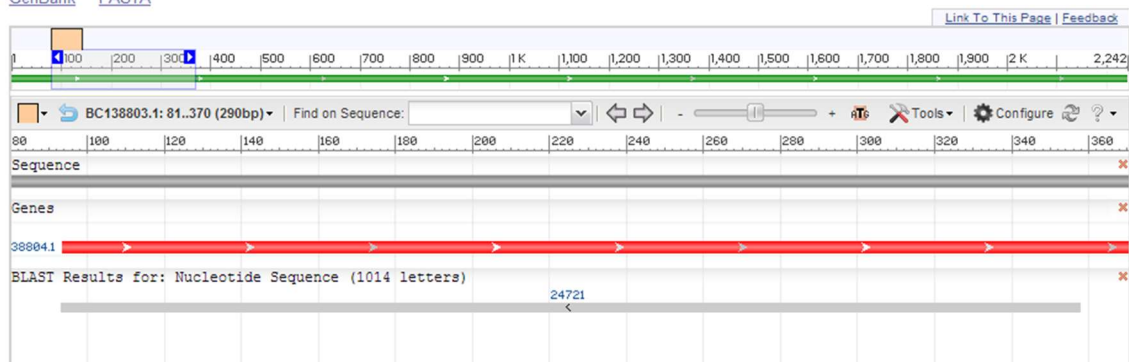 GenBank FASTA
Link To This Page | Feedback
1 100 200 300 400 500 600 700 800 900 1 K 1,100 1,200 1,300 1,400 1,500 1,600 1,700 1,800 1,900 2 K 2,242
BC138803.1: 81..370 (290bp) Find on Sequence: - + ATG Tools Configure ?
80 100 120 140 160 180 200 220 240 260 280 300 320 340 360
Sequence
Genes
38804.1
BLAST Results for: Nucleotide Sequence (1014 letters)
24721